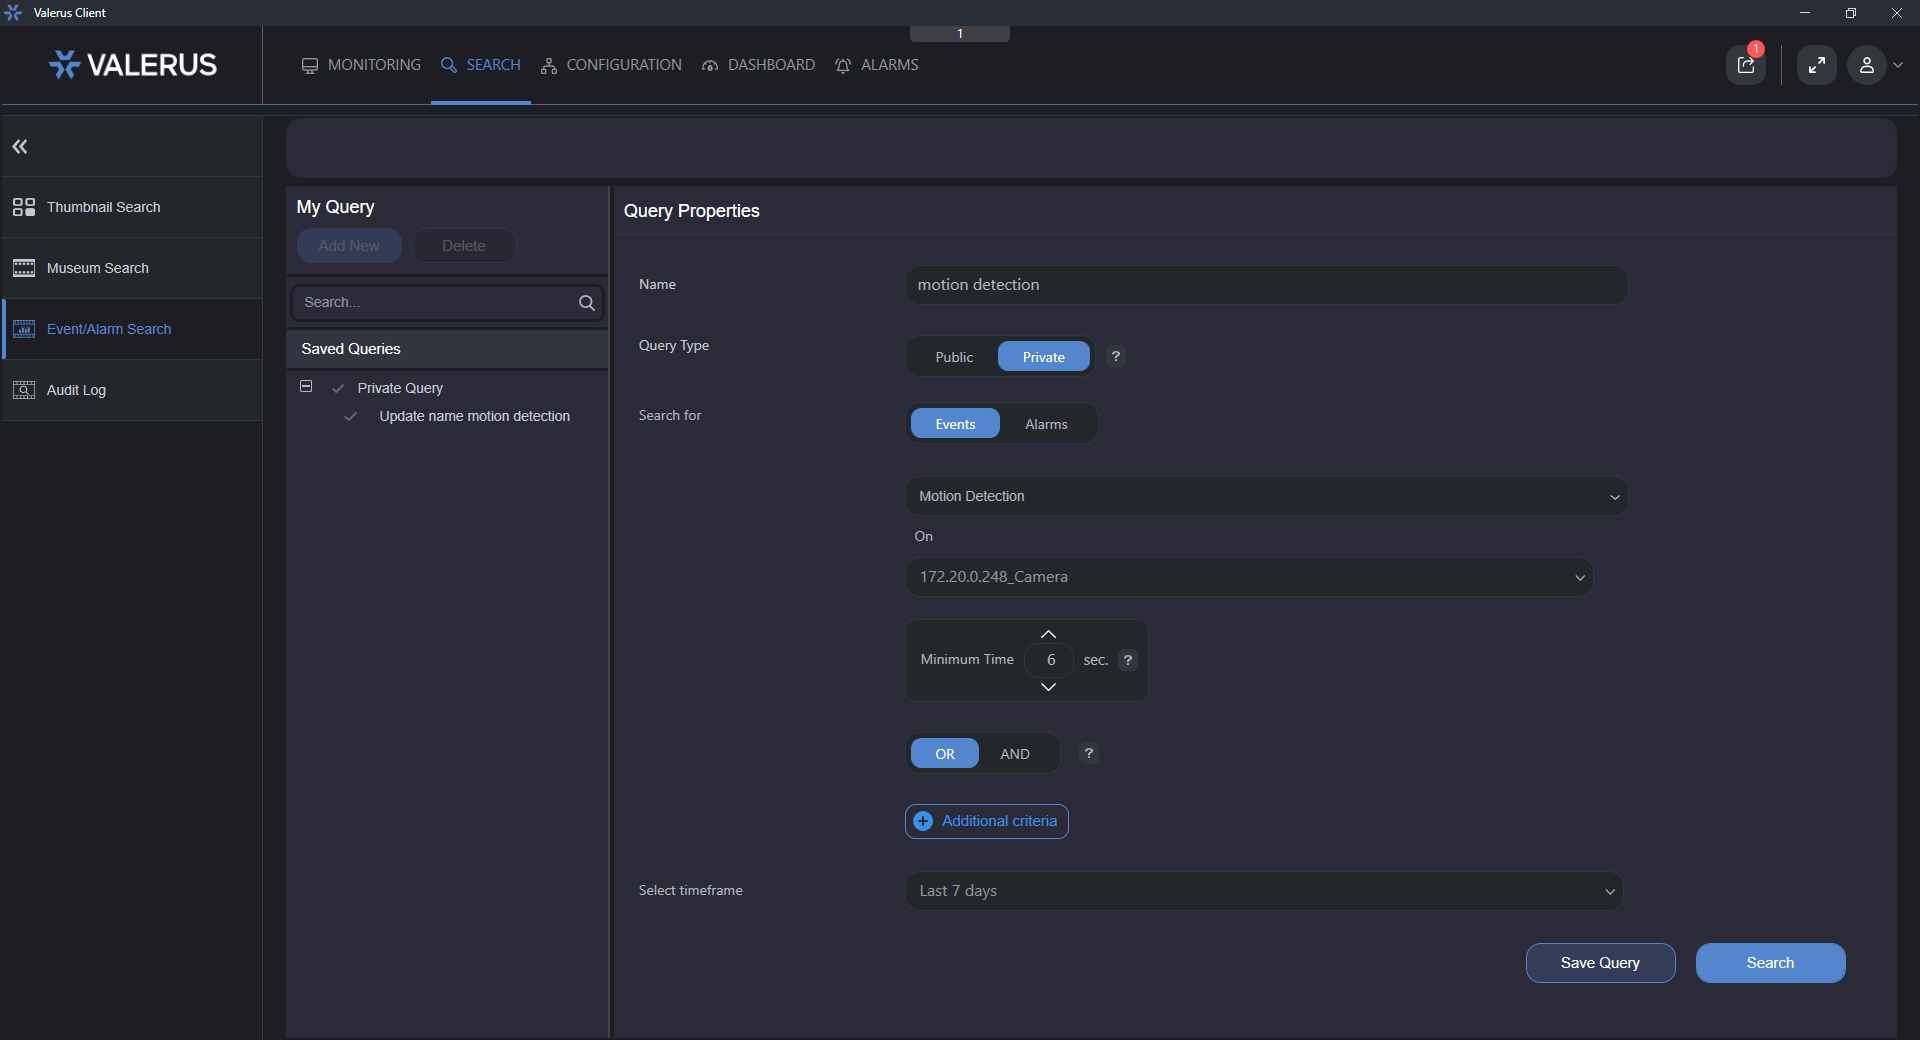 Valerus Client
1
VALERUS
MONITORING
SEARCH
CONFIGURATION
DASHBOARD
ALARMS
1
Thumbnail Search
Museum Search
Event/Alarm Search
Audit Log
My Query
Add New
Delete
Search...
Saved Queries
Private Query
Update name motion detection
Query Properties
Name
motion detection
Query Type
Public
Private
?
Search for
Events
Alarms
Motion Detection
On
172.20.0.248_Camera
Minimum Time
6
sec.
?
OR
AND
?
Additional criteria
Select timeframe
Last 7 days
Save Query
Search